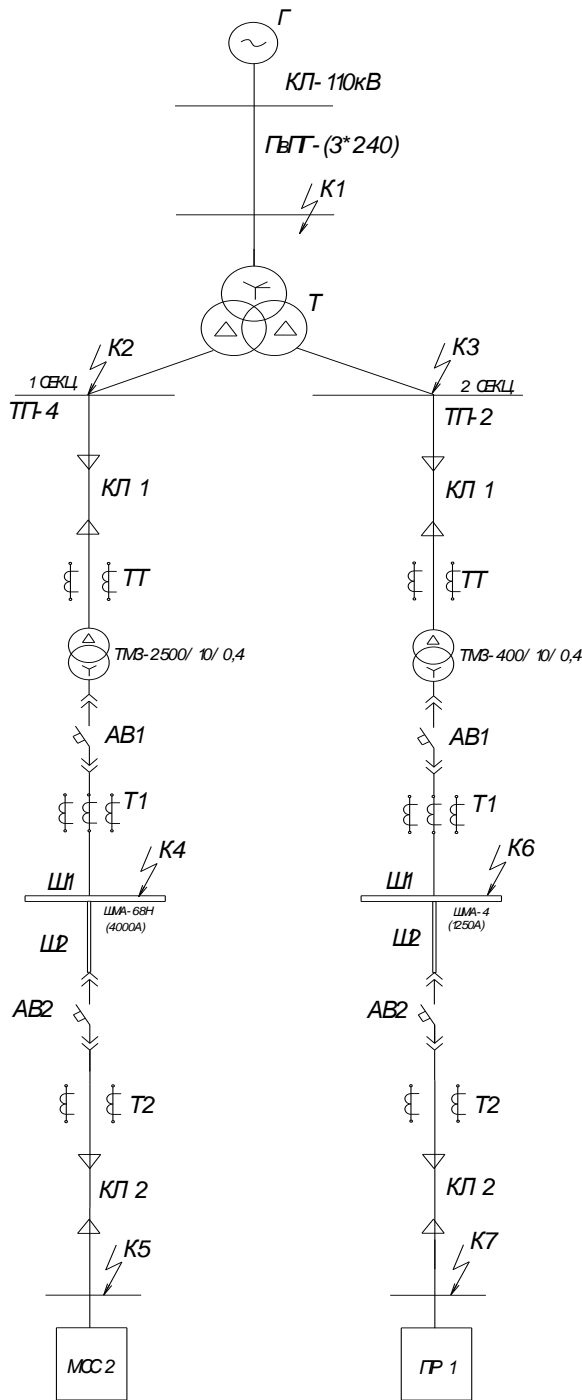 Г
КЛ-110кВ
ПвПГ-(3*240)
К1
Т
К2
К3
1 СЕКЦ.
2 СЕКЦ.
ТП-4
ТП-2
КЛ 1
КЛ 1
ТТ
ТТ
ТМЗ-2500/10/0,4
ТМЗ-400/10/0,4
АВ1
АВ1
Т1
Т1
К4
К6
Ш1
Ш1
ШМА-68Н
(4000А)
ШМА-4
(1250А)
Ш2
Ш2
АВ2
АВ2
Т2
Т2
КЛ 2
КЛ 2
К5
К7
МСС 2
ПР 1